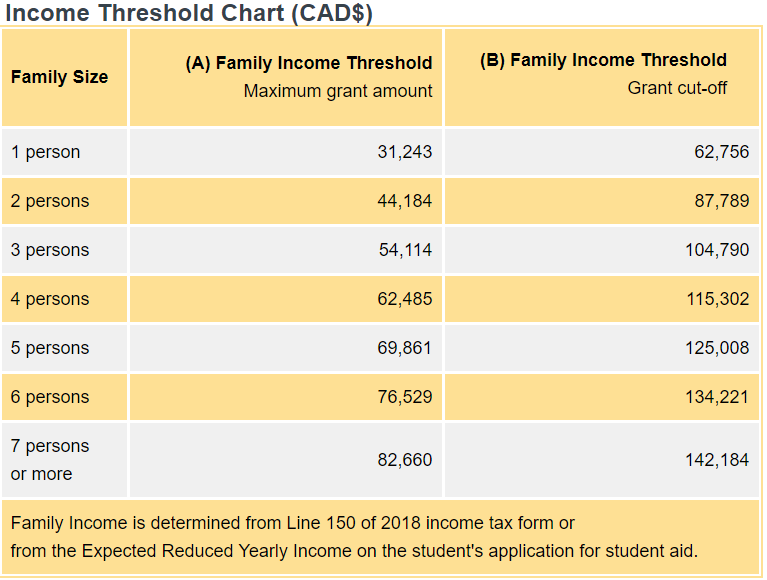 Income Threshold Chart (CAD$)
Family Size
(A) Family Income Threshold
Maximum grant amount
(B) Family Income Threshold
Grant cut-off
1 person 31,243 62,756
2 persons 44,184 87,789
3 persons 54,114 104,790
4 persons 62,485 115,302
5 persons 69,861 125,008
6 persons 76,529 134,221
7 persons
or more 82,660 142,184
Family Income is determined from Line 150 of 2018 income tax form or
from the Expected Reduced Yearly Income on the student's application for student aid.